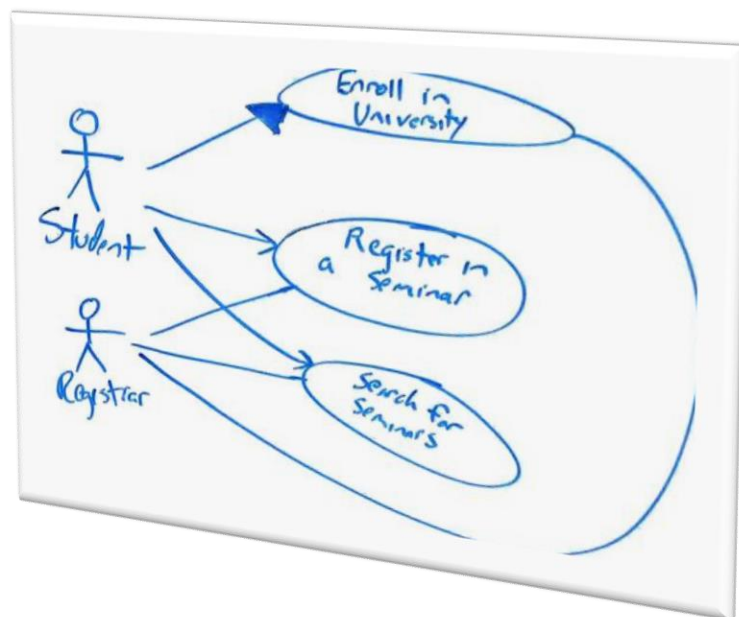 Enroll in
University
Student
Register in
a Seminar
Registrar
Search for
Seminars